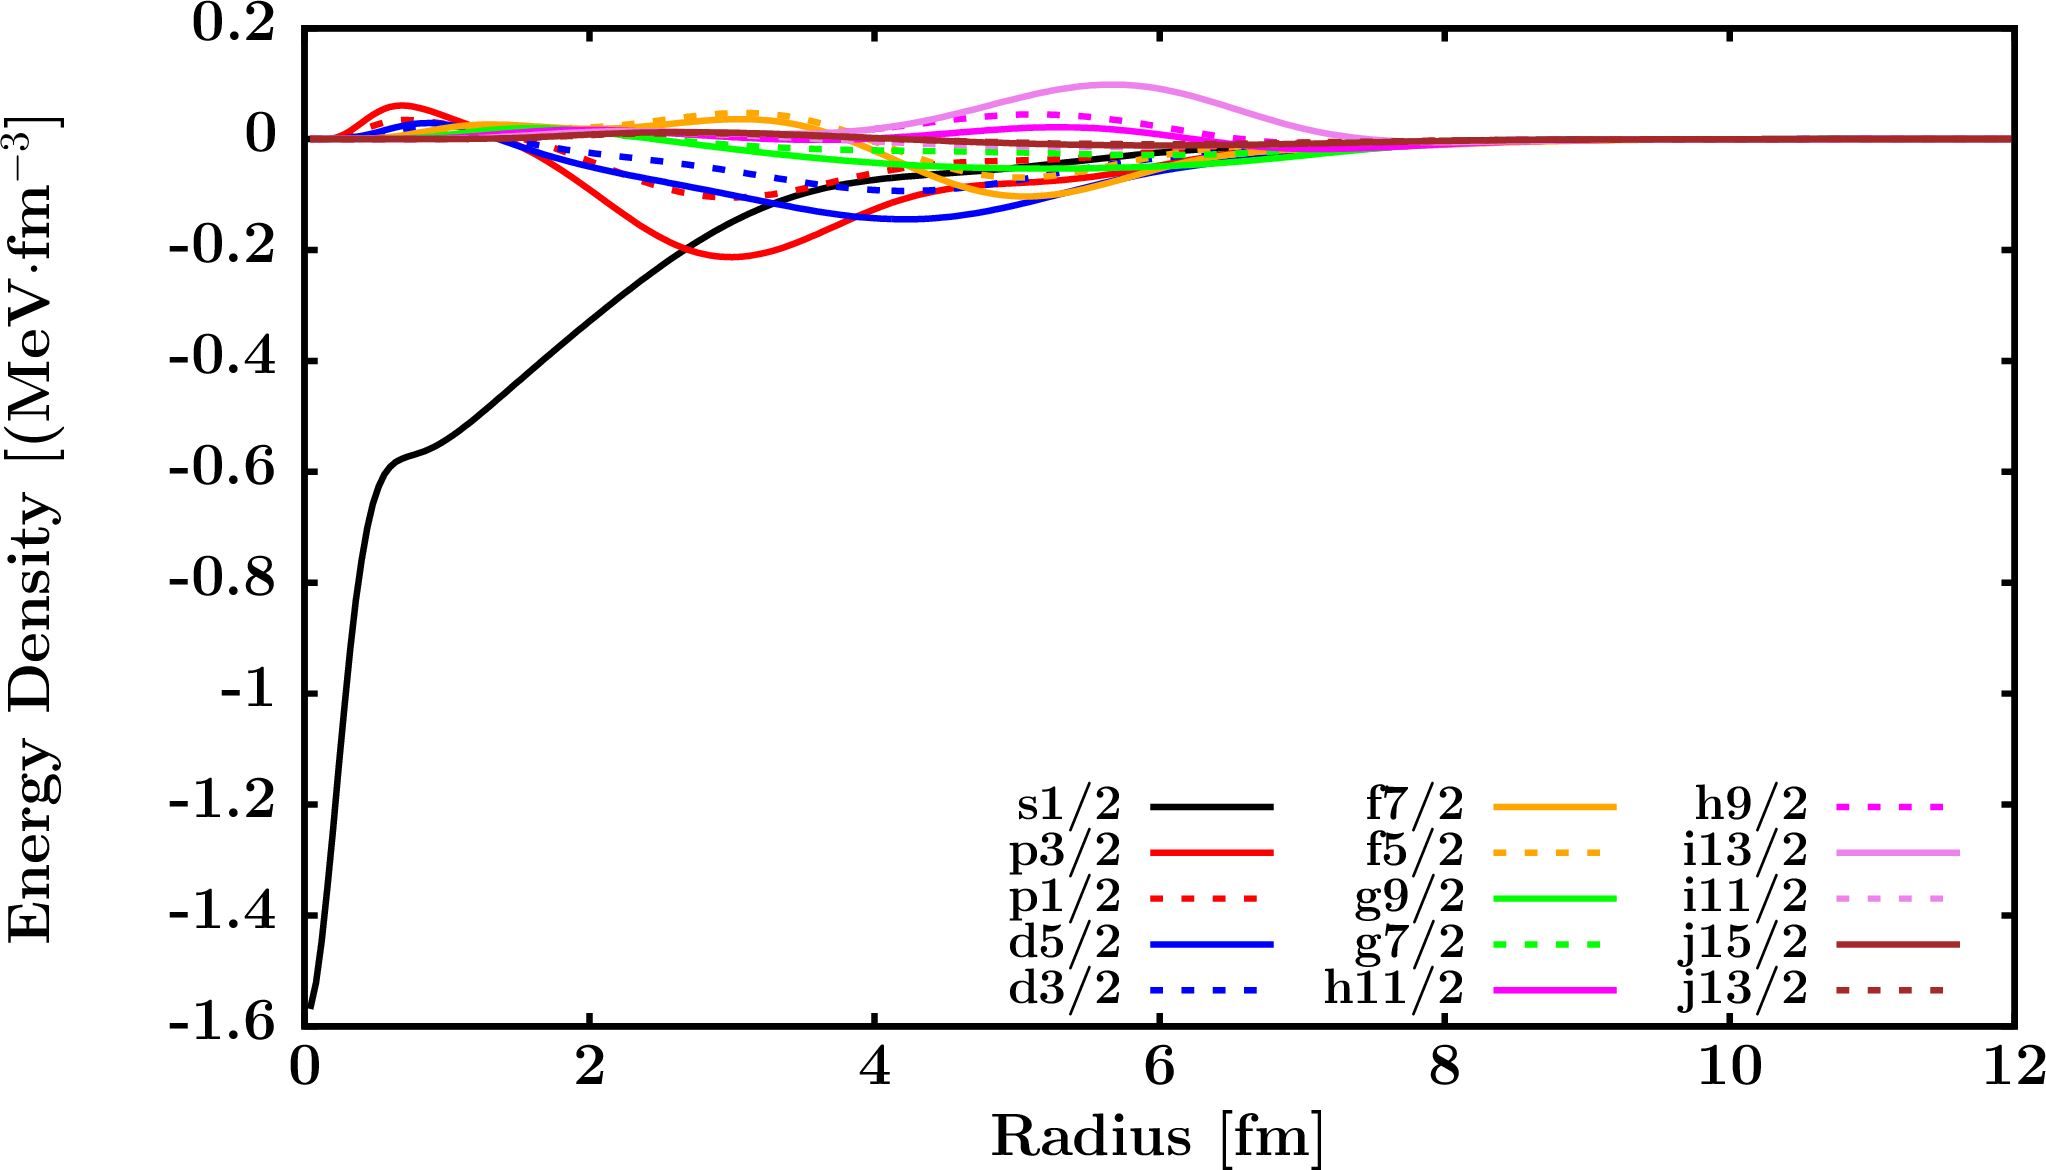 0.2
0
-0.2
-0.4
-0.6
-0.8
-1
-1.2
-1.4
-1.6
0 2 4 6 8 10 12
Energy Density [(MeV·fm⁻³]
Radius [fm]
s1/2 f7/2 h9/2
p3/2 f5/2 i13/2
p1/2 g9/2 i11/2
d5/2 g7/2 j15/2
d3/2 h11/2 j13/2